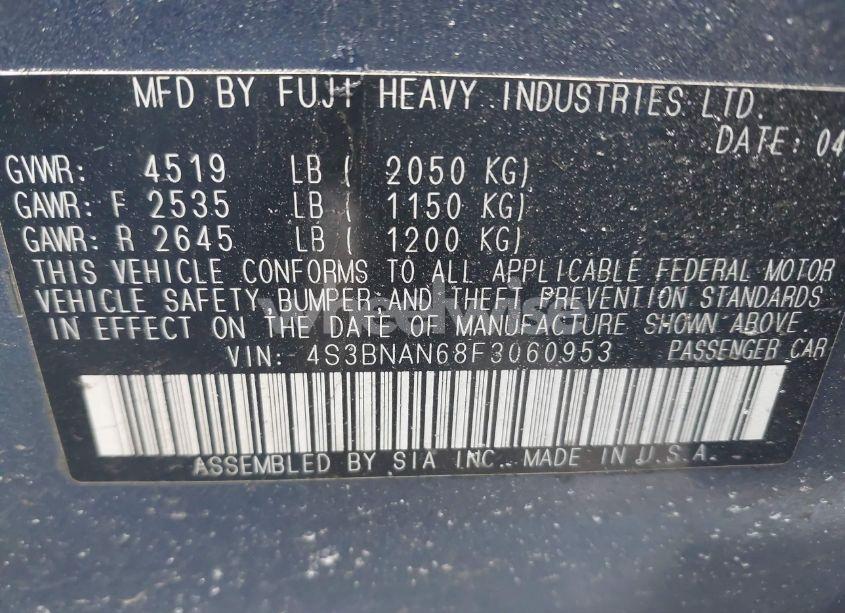 MFD BY FUJI HEAVY INDUSTRIES LTD.
DATE: 04
GVWR: 4519 LB ( 2050 KG)
GAWR: F 2535 LB ( 1150 KG)
GAWR: R 2645 LB ( 1200 KG)
THIS VEHICLE CONFORMS TO ALL APPLICABLE FEDERAL MOTOR
VEHICLE SAFETY, BUMPER AND THEFT PREVENTION STANDARDS
IN EFFECT ON THE DATE OF MANUFACTURE SHOWN ABOVE.
wheelwise
VIN: 4S3BNAN68F3060953 PASSENGER CAR
ASSEMBLED BY SIA INC. MADE IN U.S.A.